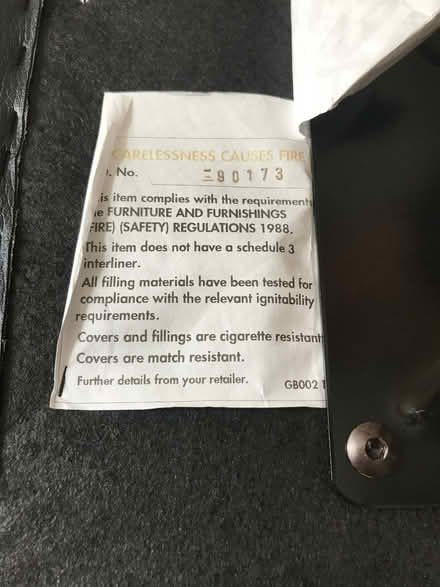 CARELESSNESS CAUSES FIRE
. No. 90173
is item complies with the requirement
e FURNITURE AND FURNISHINGS
FIRE) (SAFETY) REGULATIONS 1988.
This item does not have a schedule 3
interliner.
All filling materials have been tested for
compliance with the relevant ignitability
requirements.
Covers and fillings are cigarette resistant
Covers are match resistant.
Further details from your retailer. GB002 1